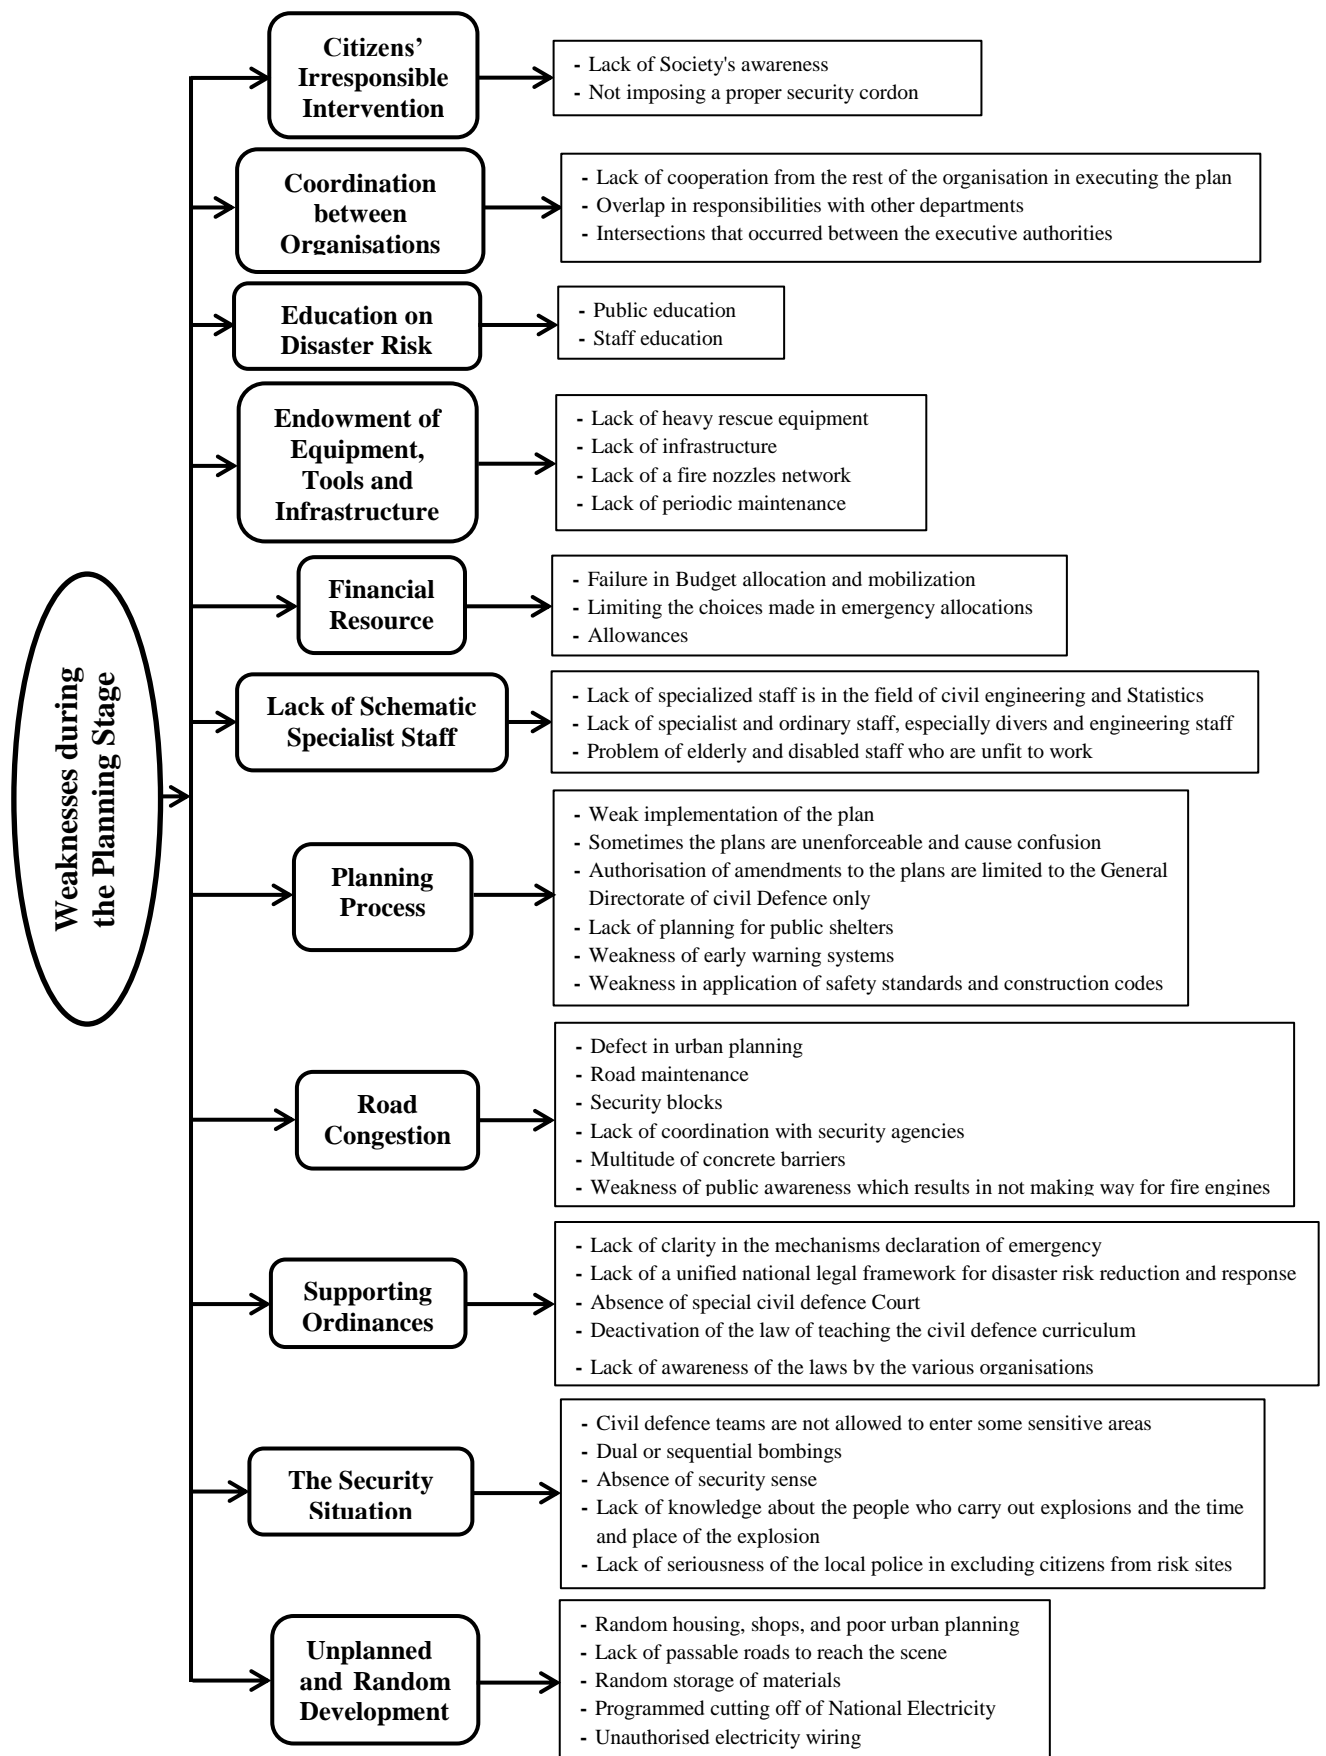 Weaknesses during
the Planning Stage
Citizens’
Irresponsible
Intervention
- Lack of Society's awareness
- Not imposing a proper security cordon
Coordination
between
Organisations
- Lack of cooperation from the rest of the organisation in executing the plan
- Overlap in responsibilities with other departments
- Intersections that occurred between the executive authorities
Education on
Disaster Risk
- Public education
- Staff education
Endowment of
Equipment,
Tools and
Infrastructure
- Lack of heavy rescue equipment
- Lack of infrastructure
- Lack of a fire nozzles network
- Lack of periodic maintenance
Financial
Resource
- Failure in Budget allocation and mobilization
- Limiting the choices made in emergency allocations
- Allowances
Lack of Schematic
Specialist Staff
- Lack of specialized staff is in the field of civil engineering and Statistics
- Lack of specialist and ordinary staff, especially divers and engineering staff
- Problem of elderly and disabled staff who are unfit to work
Planning
Process
- Weak implementation of the plan
- Sometimes the plans are unenforceable and cause confusion
- Authorisation of amendments to the plans are limited to the General
Directorate of civil Defence only
- Lack of planning for public shelters
- Weakness of early warning systems
- Weakness in application of safety standards and construction codes
Road
Congestion
- Defect in urban planning
- Road maintenance
- Security blocks
- Lack of coordination with security agencies
- Multitude of concrete barriers
- Weakness of public awareness which results in not making way for fire engines
Supporting
Ordinances
- Lack of clarity in the mechanisms declaration of emergency
- Lack of a unified national legal framework for disaster risk reduction and response
- Absence of special civil defence Court
- Deactivation of the law of teaching the civil defence curriculum
- Lack of awareness of the laws by the various organisations
The Security
Situation
- Civil defence teams are not allowed to enter some sensitive areas
- Dual or sequential bombings
- Absence of security sense
- Lack of knowledge about the people who carry out explosions and the time
and place of the explosion
- Lack of seriousness of the local police in excluding citizens from risk sites
Unplanned
and Random
Development
- Random housing, shops, and poor urban planning
- Lack of passable roads to reach the scene
- Random storage of materials
- Programmed cutting off of National Electricity
- Unauthorised electricity wiring